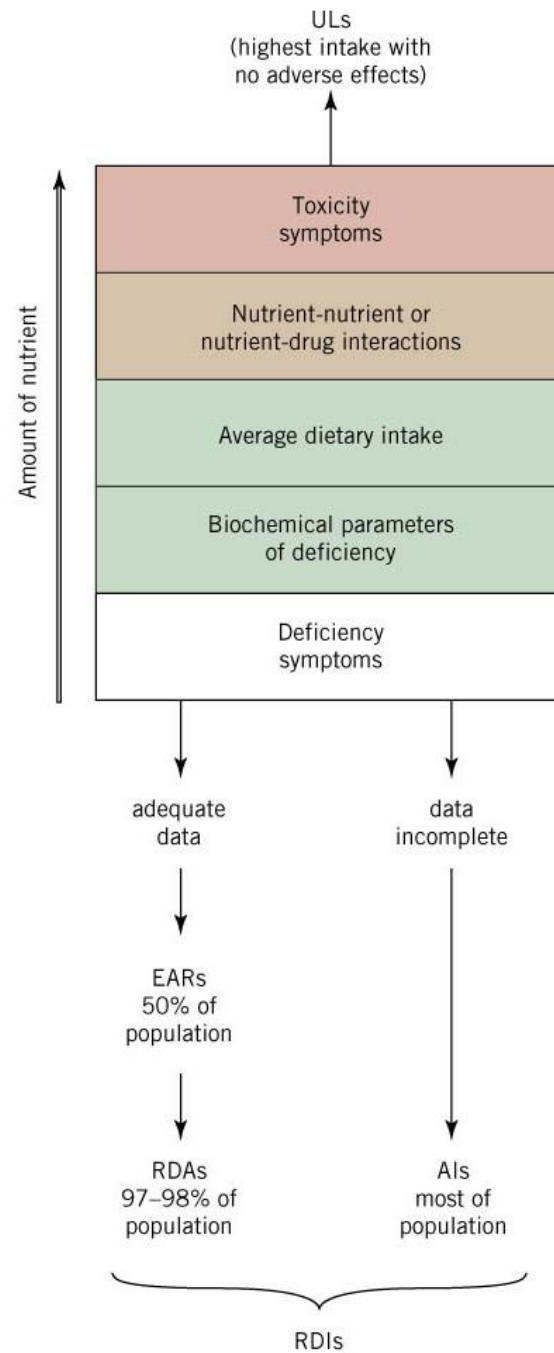 ULs
(highest intake with
no adverse effects)
Amount of nutrient
Toxicity
symptoms
Nutrient-nutrient or
nutrient-drug interactions
Average dietary intake
Biochemical parameters
of deficiency
Deficiency
symptoms
adequate
data
data
incomplete
EARs
50% of
population
RDAs
97–98% of
population
AIs
most of
population
RDIs